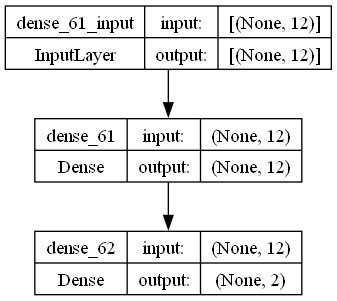 dense_61_input input: [(None, 12)]
InputLayer output: [(None, 12)]
dense_61 input: (None, 12)
Dense output: (None, 12)
dense_62 input: (None, 12)
Dense output: (None, 2)